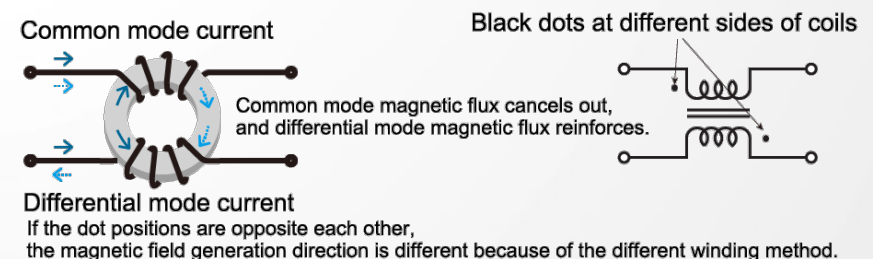 Common mode current
Black dots at different sides of coils
Common mode magnetic flux cancels out,
and differential mode magnetic flux reinforces.
Differential mode current
If the dot positions are opposite each other,
the magnetic field generation direction is different because of the different winding method.